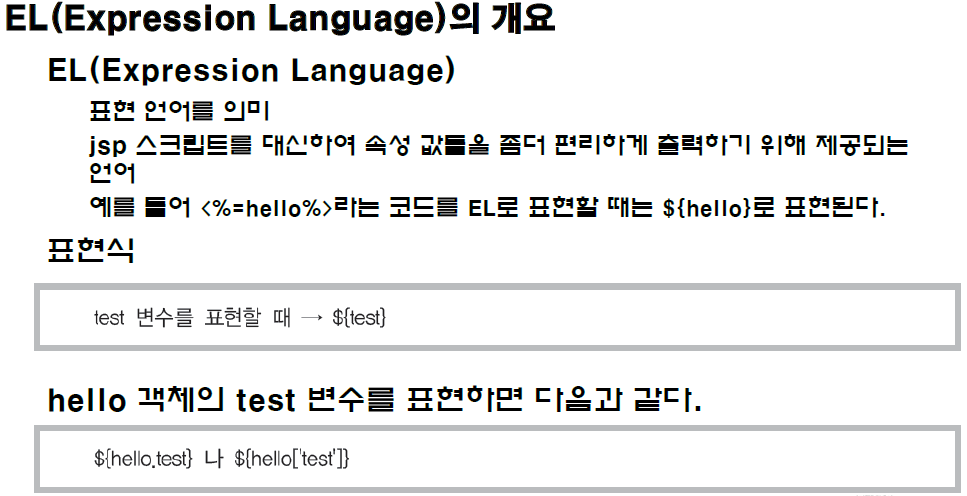 EL(Expression Language)의 개요
EL(Expression Language)
표현 언어를 의미
jsp 스크립트를 대신하여 속성 값들을 좀더 편리하게 출력하기 위해 제공되는
언어
예를 들어 <%=hello%>라는 코드를 EL로 표현할 때는 ${hello}로 표현된다.
표현식
test 변수를 표현할 때 → ${test}
hello 객체의 test 변수를 표현하면 다음과 같다.
${hello.test} 나 ${hello['test']}